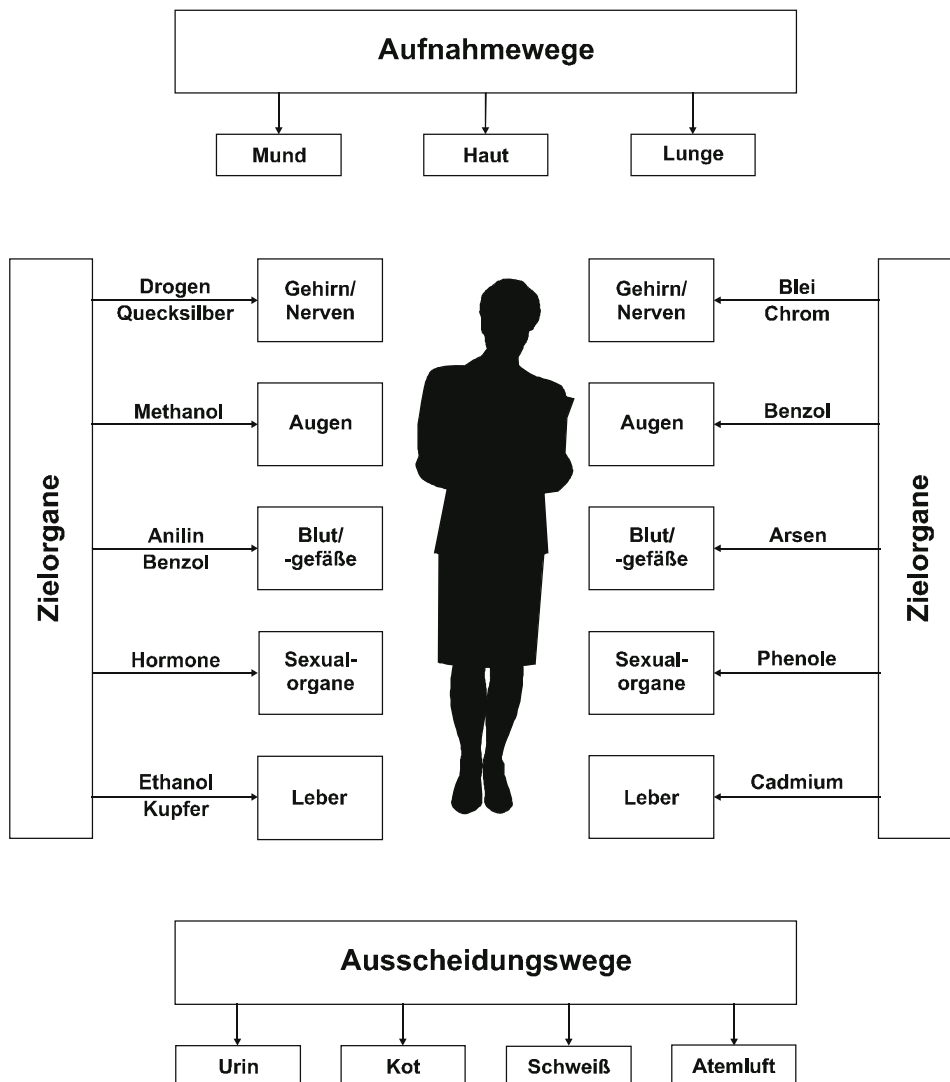 Aufnahmewege
Mund
Haut
Lunge
Zielorgane
Drogen
Quecksilber
Gehirn/
Nerven
Methanol
Augen
Anilin
Benzol
Blut/
-gefäße
Hormone
Sexual-
organe
Ethanol
Kupfer
Leber
Gehirn/
Nerven
Blei
Chrom
Augen
Benzol
Blut/
-gefäße
Arsen
Sexual-
organe
Phenole
Leber
Cadmium
Zielorgane
Ausscheidungswege
Urin
Kot
Schweiß
Atemluft